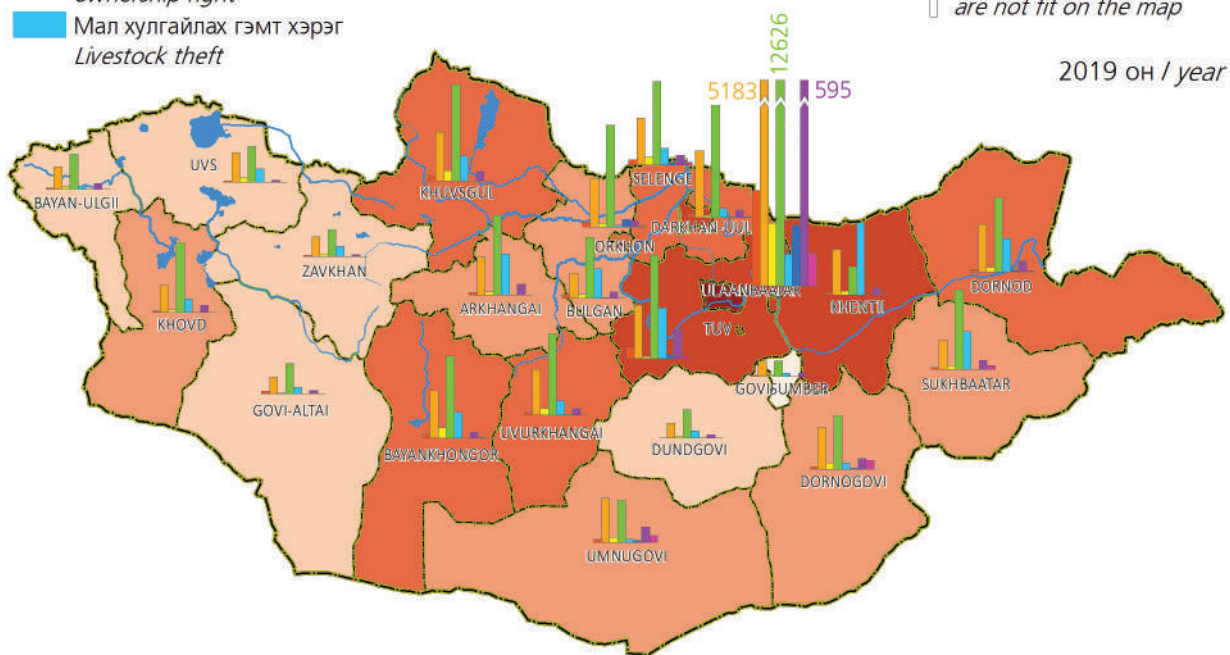 ownership right
Мал хулгайлах гэмт хэрэг
Livestock theft
are not fit on the map
2019 он / year
12626
5183
595
UVS
BAYAN-ULGII
KHUVSGUL
SELENGE
DARKHAN-UUL
ORKHON
ZAVKHAN
ARKHANGAI
BULGAN
ULAANBAATAR
KHENTII
DORNOD
KHOVD
TUV
SUKHBAATAR
GOVI-ALTAI
GOVISUMBER
UVURKHANGAI
BAYANKHONGOR
DUNDGOVI
DORNOGOVI
UMNUGOVI